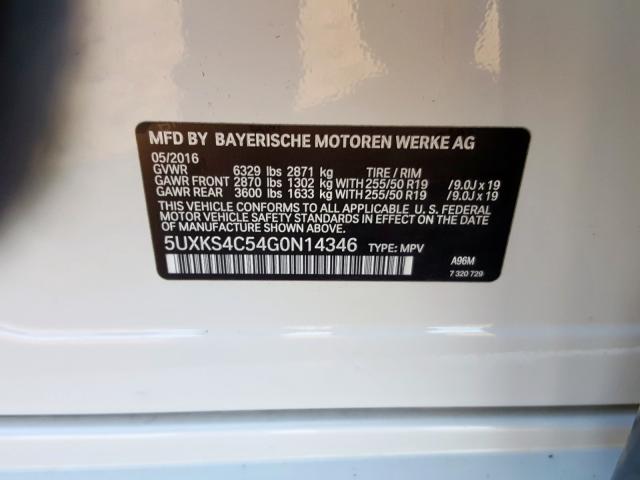 MFD BY BAYERISCHE MOTOREN WERKE AG
05/2016
GVWR 6329 lbs 2871 kg TIRE / RIM
GAWR FRONT 2870 lbs 1302 kg WITH 255/50 R19 /9.0J x 19
GAWR REAR 3600 lbs 1633 kg WITH 255/50 R19 /9.0J x 19
THIS VEHICLE CONFORMS TO ALL APPLICABLE U. S. FEDERAL
MOTOR VEHICLE SAFETY STANDARDS IN EFFECT ON THE DATE
OF MANUFACTURE SHOWN ABOVE.
5UXKS4C54G0N14346 TYPE: MPV
A96M
7 320 729